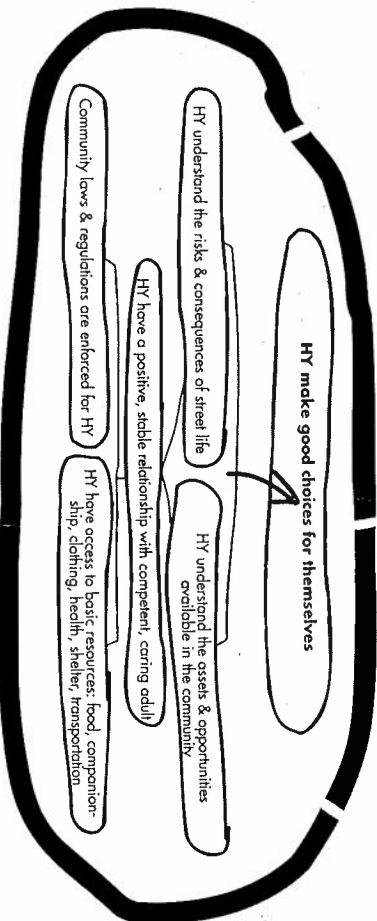 HY make good choices for themselves
HY understand the risks & consequences of street life
HY understand the assets & opportunities
available in the community
HY have a positive, stable relationship with competent, caring adult
Community laws & regulations are enforced for HY
HY have access to basic resources: food, companion-
ship, clothing, health, shelter, transportation